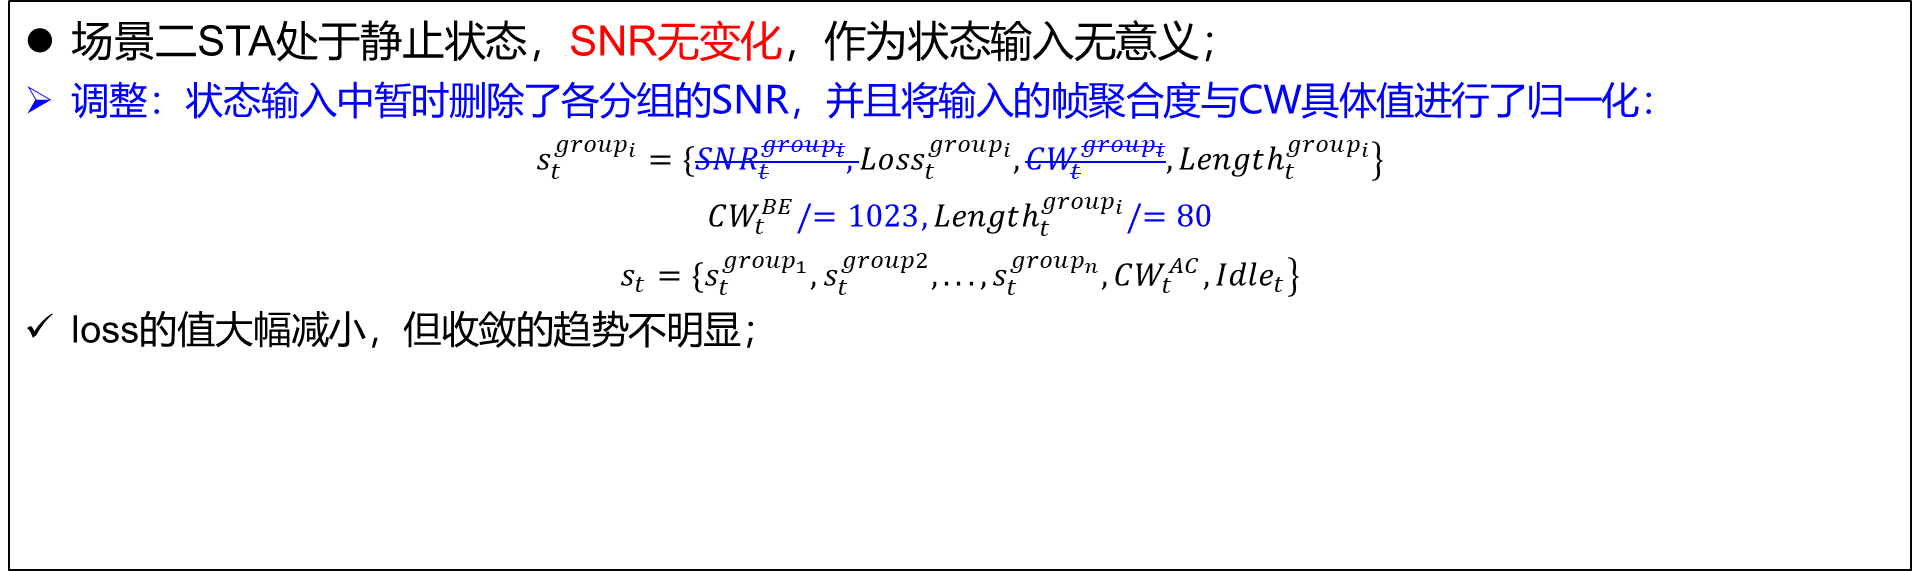 ● 场景二STA处于静止状态，SNR无变化，作为状态输入无意义；
➢ 调整：状态输入中暂时删除了各分组的SNR，并且将输入的帧聚合度与CW具体值进行了归一化：
$s_t^{group_i} = \{SNR_t^{group_i}, Loss_t^{group_i}, CW_t^{group_i}, Length_t^{group_i}\}$
$CW_t^{BE} /= 1023, Length_t^{group_i} /= 80$
$s_t = \{s_t^{group_1}, s_t^{group2}, ..., s_t^{group_n}, CW_t^{AC}, Idle_t\}$
✓ loss的值大幅减小，但收敛的趋势不明显；